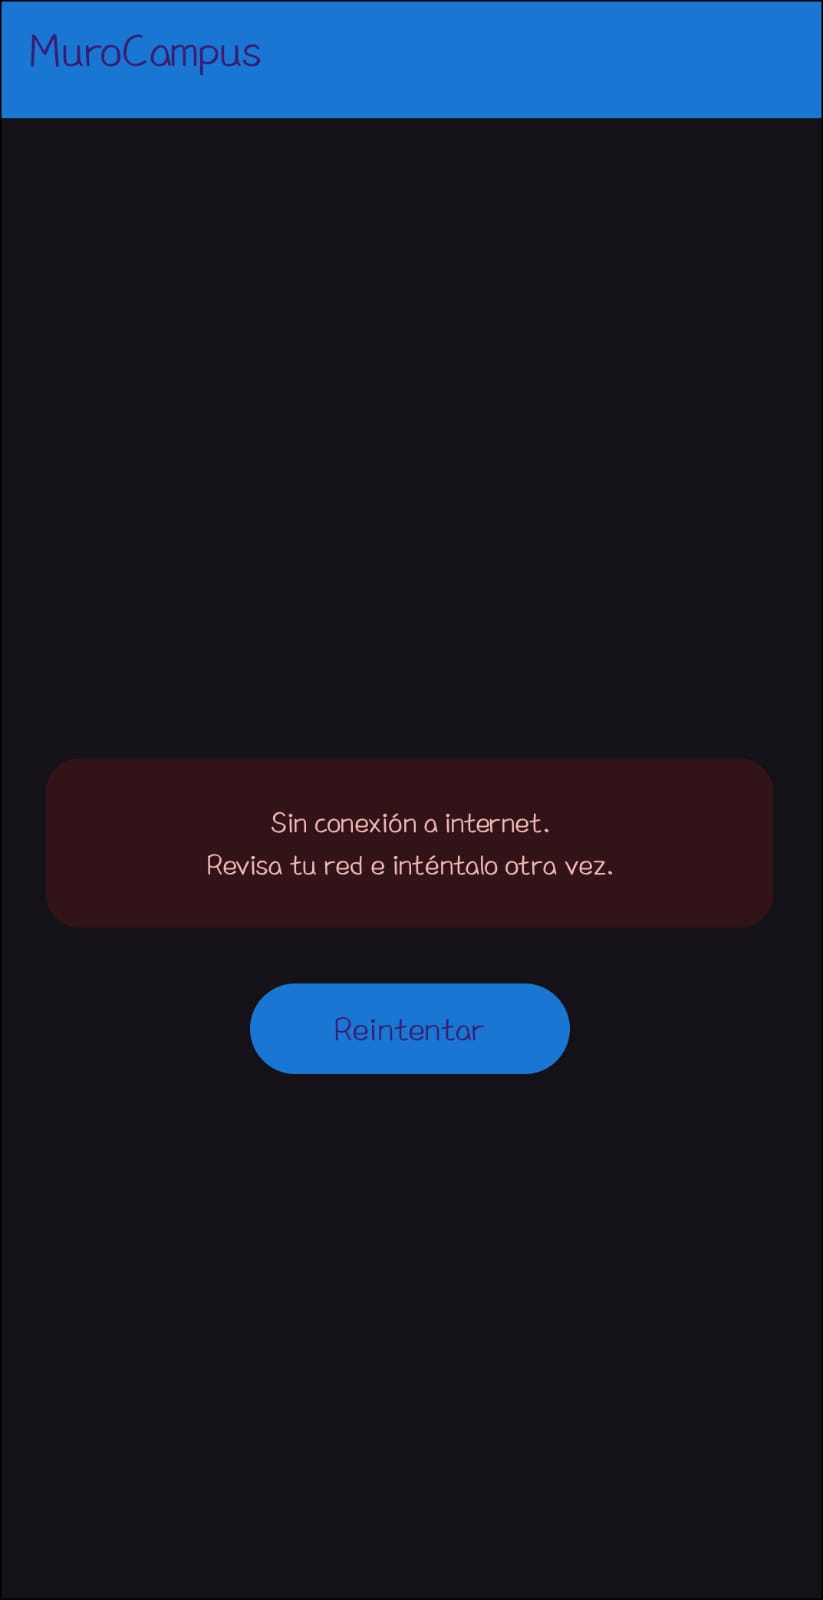 MuroCampus
Sin conexión a internet.
Revisa tu red e inténtalo otra vez.
Reintentar